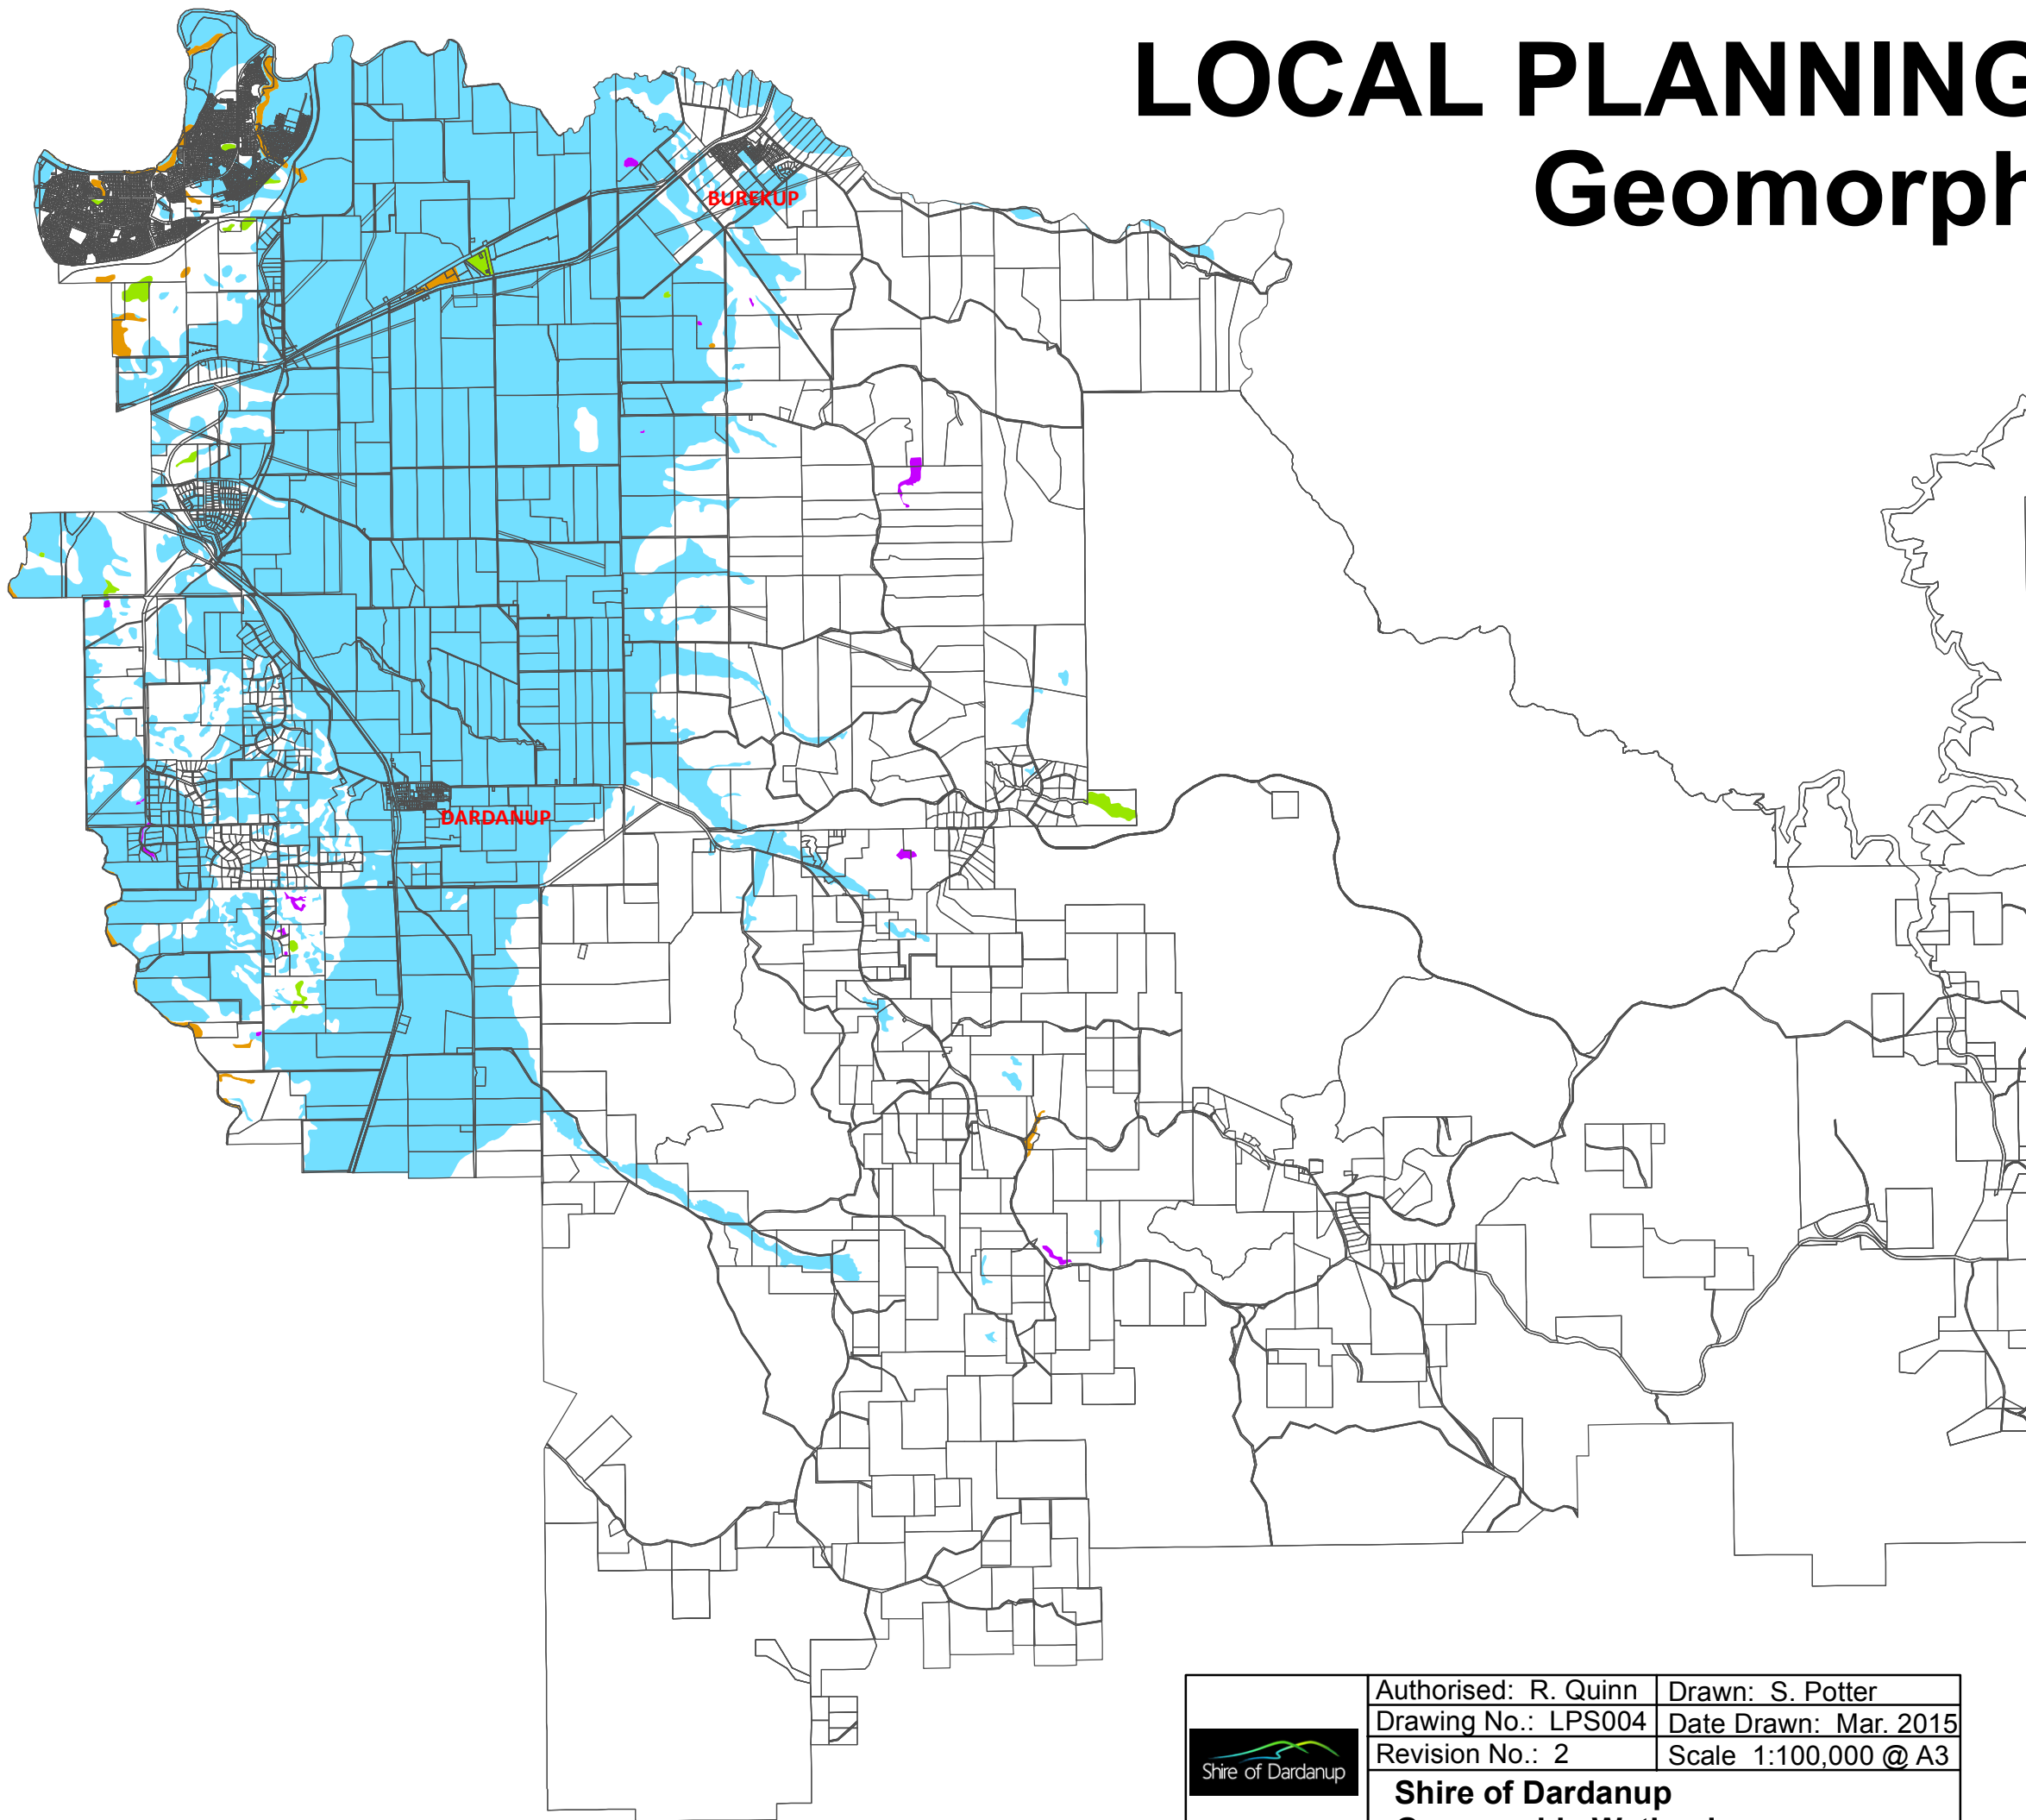 LOCAL PLANNING
Geomorph
BUREKUP
DARDANUP
Authorised: R. Quinn
Drawn: S. Potter
Drawing No.: LPS004
Date Drawn: Mar. 2015
Revision No.: 2
Scale 1:100,000 @ A3
Shire of Dardanup
Shire of Dardanup